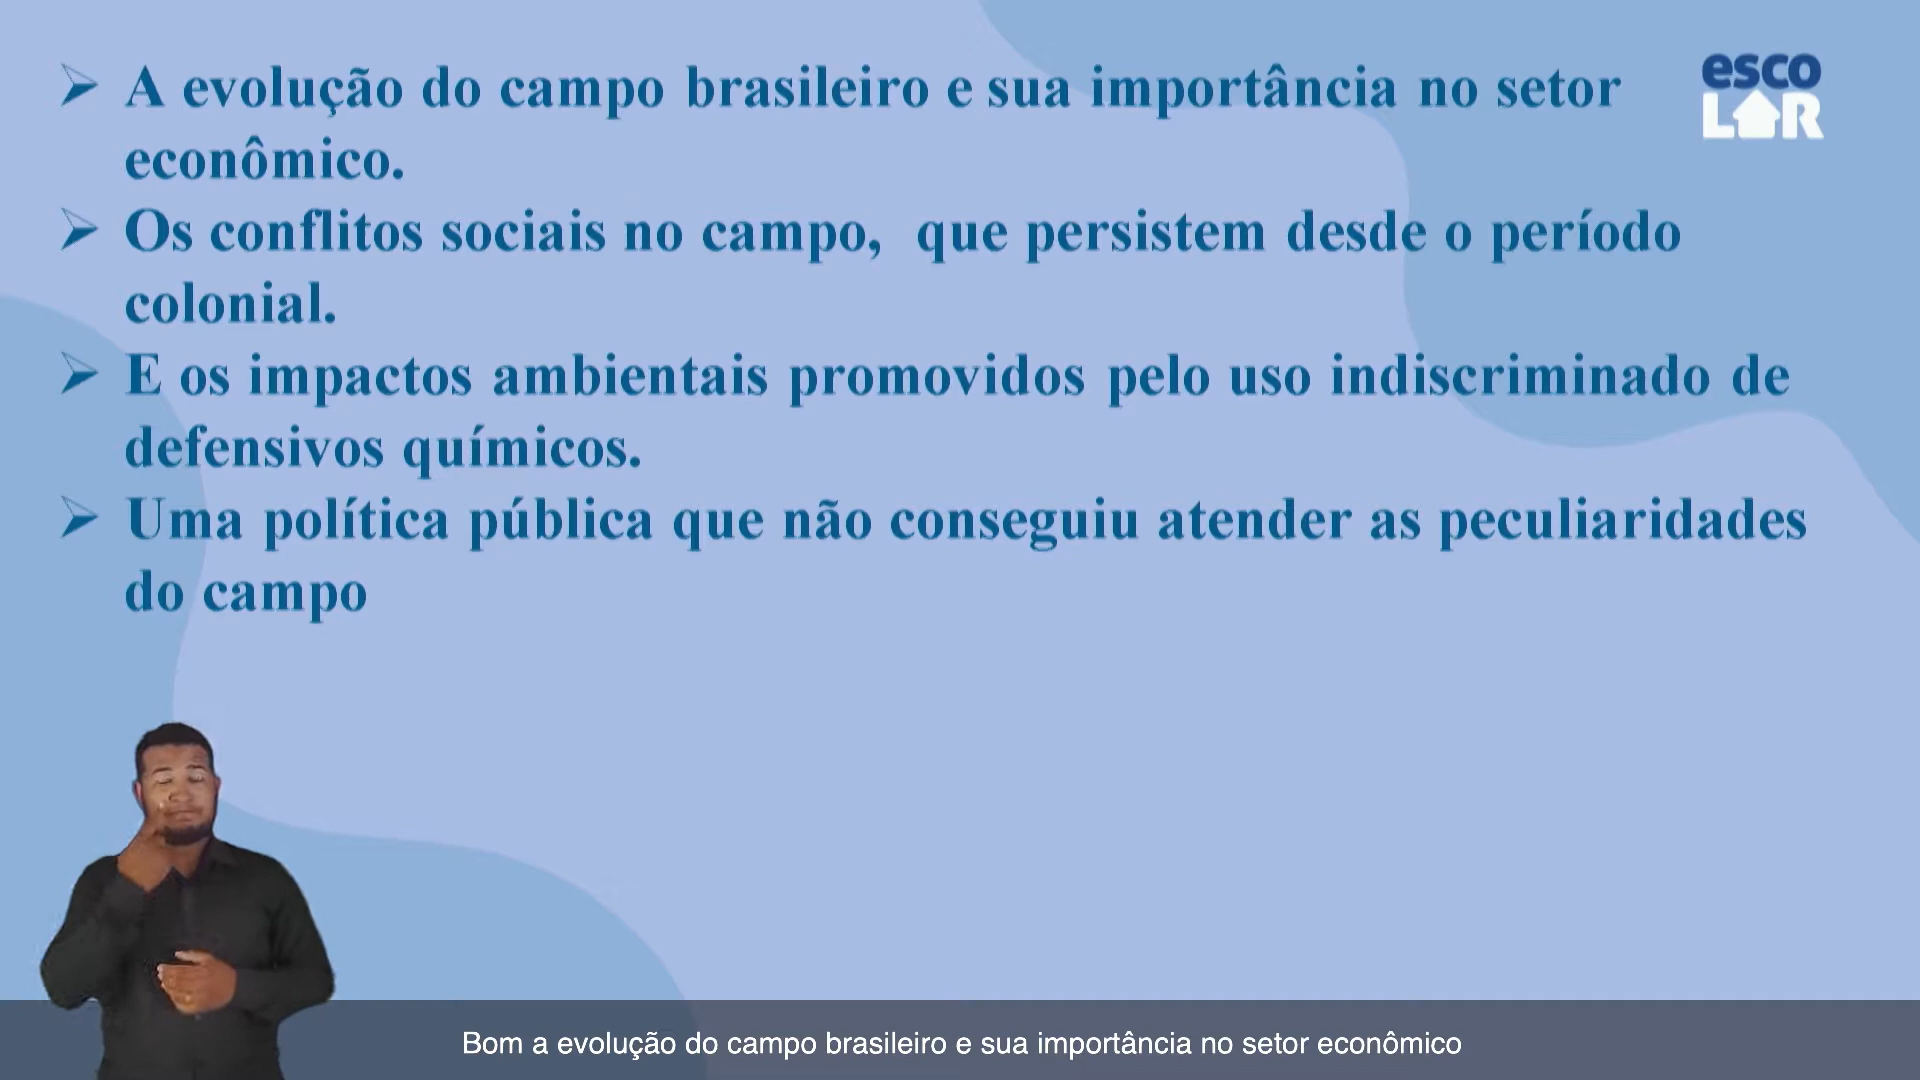 A evolução do campo brasileiro e sua importância no setor
econômico.
Os conflitos sociais no campo, que persistem desde o período
colonial.
E os impactos ambientais promovidos pelo uso indiscriminado de
defensivos químicos.
Uma política pública que não conseguiu atender as peculiaridades
do campo
esco
LAR
Bom a evolução do campo brasileiro e sua importância no setor econômico